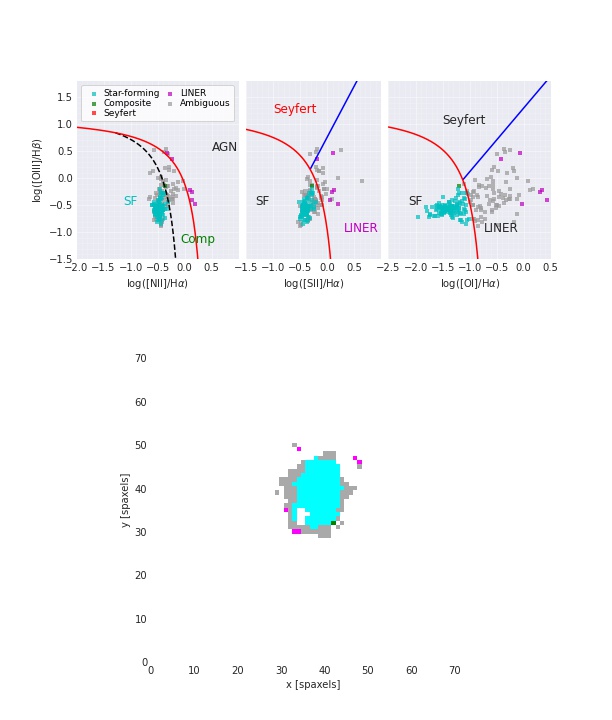 Star-forming
Composite
Seyfert
LINER
Ambiguous
log([OIII]/Hβ)
1.5
1.0
0.5
0.0
−0.5
−1.0
−1.5
SF
AGN
Comp
−2.0 −1.5 −1.0 −0.5 0.0 0.5
log([NII]/Hα)
Seyfert
SF
LINER
−1.5 −1.0 −0.5 0.0 0.5
log([SII]/Hα)
Seyfert
SF
LINER
−2.5 −2.0 −1.5 −1.0 −0.5 0.0 0.5
log([OI]/Hα)
70
60
50
40
30
20
10
0
y [spaxels]
0 10 20 30 40 50 60 70
x [spaxels]